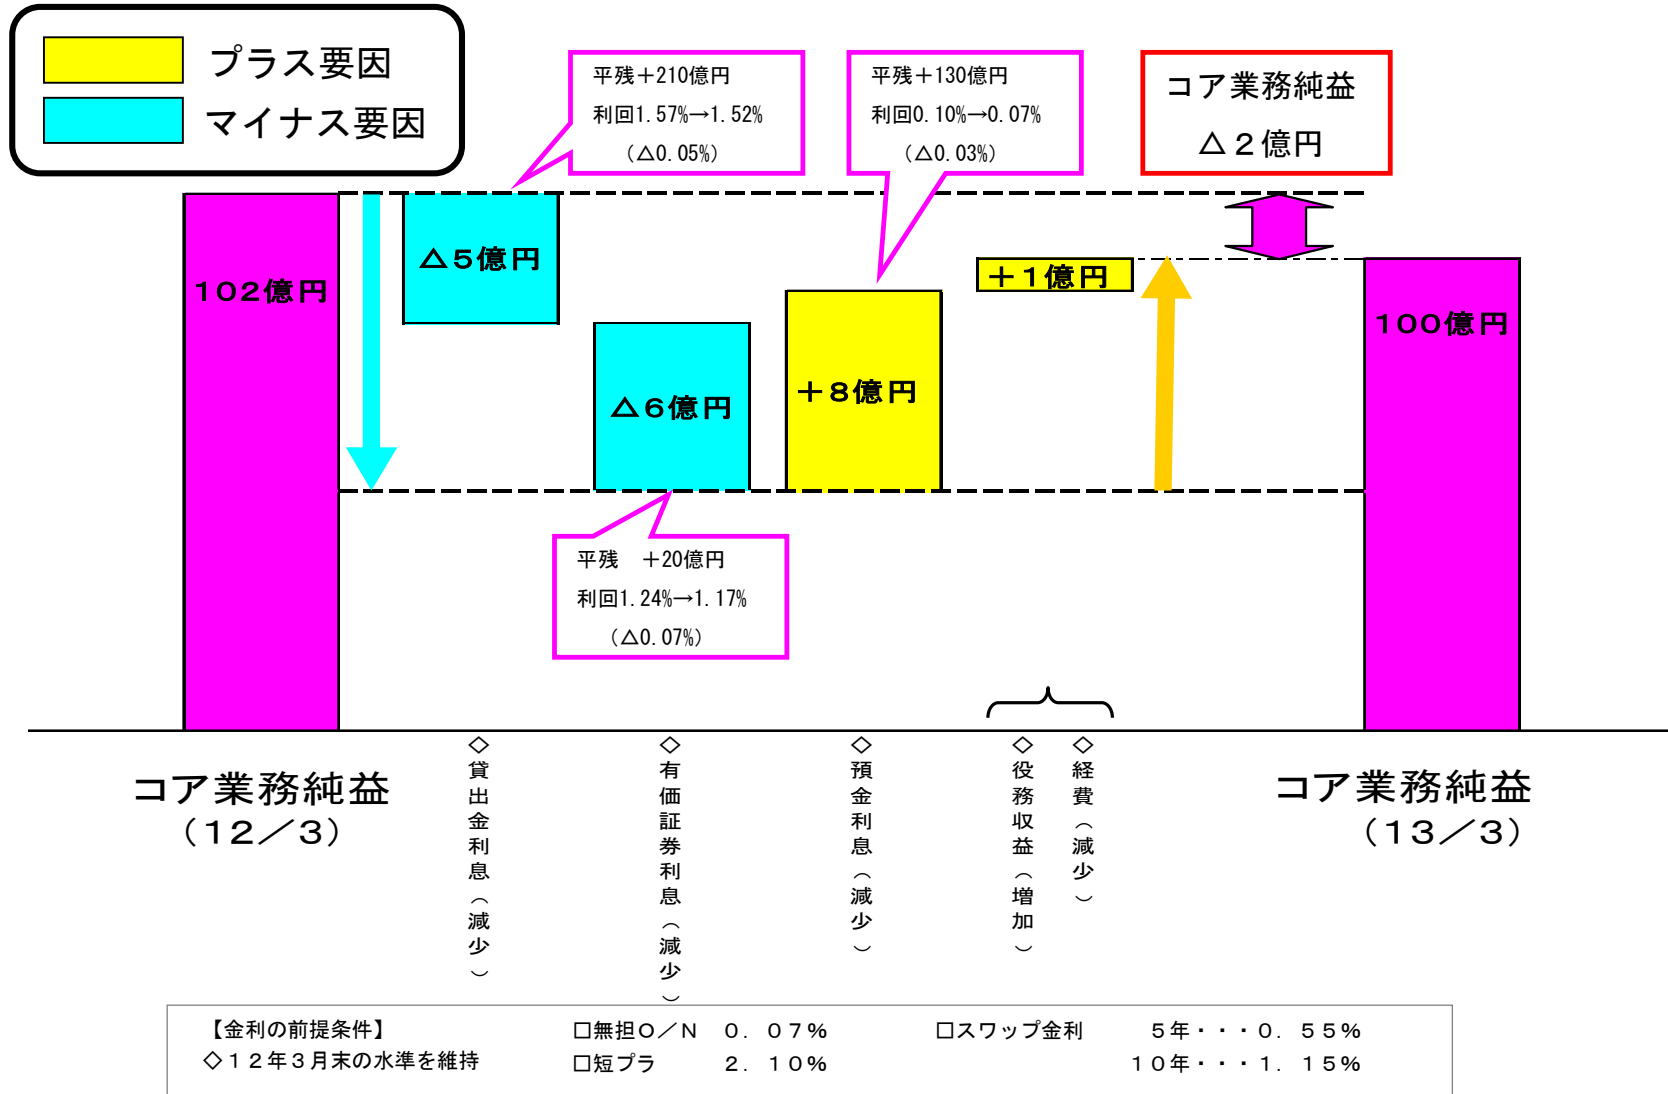 プラス要因
マイナス要因
平残+210億円
利回1.57%→1.52%
（△0.05%）
平残+130億円
利回0.10%→0.07%
（△0.03%）
コア業務純益
△２億円
102億円
△5億円
△6億円
＋8億円
＋1億円
100億円
平残　+20億円
利回1.24%→1.17%
（△0.07%）
コア業務純益
（12／3）
◇貸出金利息（減少）
◇有価証券利息（減少）
◇預金利息（減少）
◇役務収益（増加）
◇経費（減少）
コア業務純益
（13／3）
【金利の前提条件】　□無担Ｏ／Ｎ　０．０７％　□スワップ金利　５年・・・０．５５％
◇１２年３月末の水準を維持　□短プラ　２．１０％　１０年・・・１．１５％